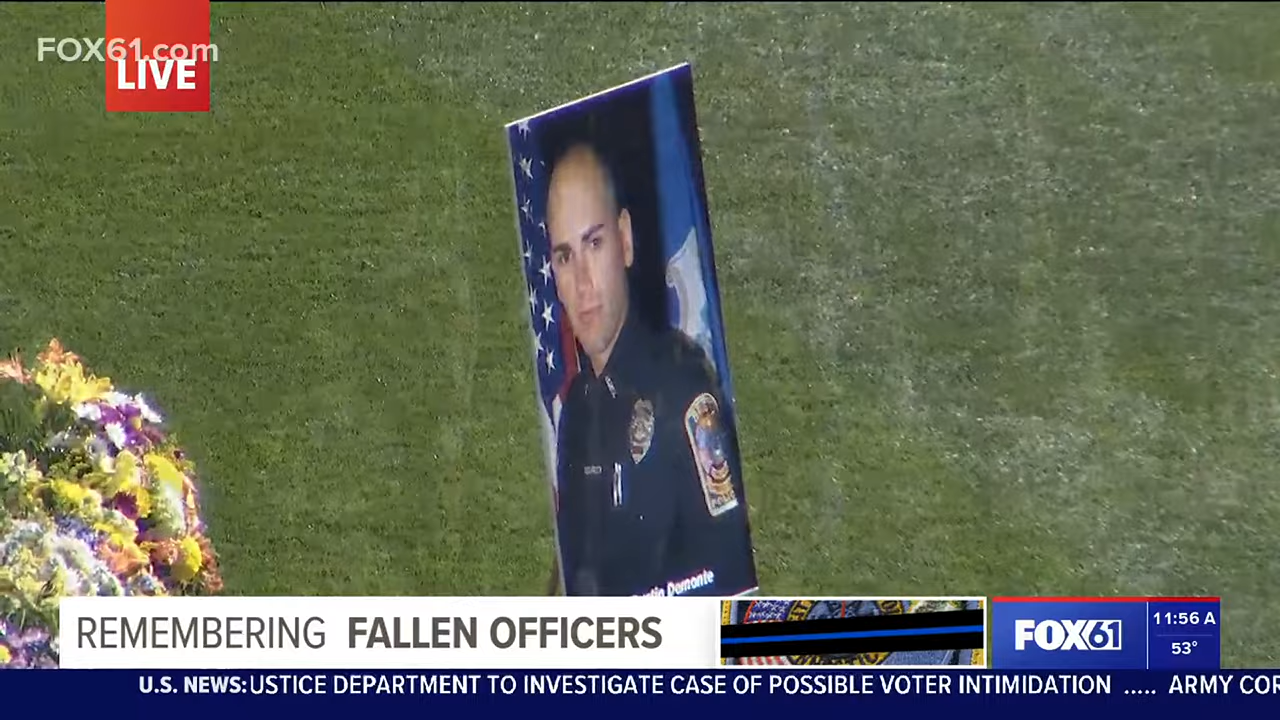 FOX61.com
LIVE
Demonte
REMEMBERING FALLEN OFFICERS
FOX61
11:56 A
53°
U.S. NEWS: USTICE DEPARTMENT TO INVESTIGATE CASE OF POSSIBLE VOTER INTIMIDATION ..... ARMY COR